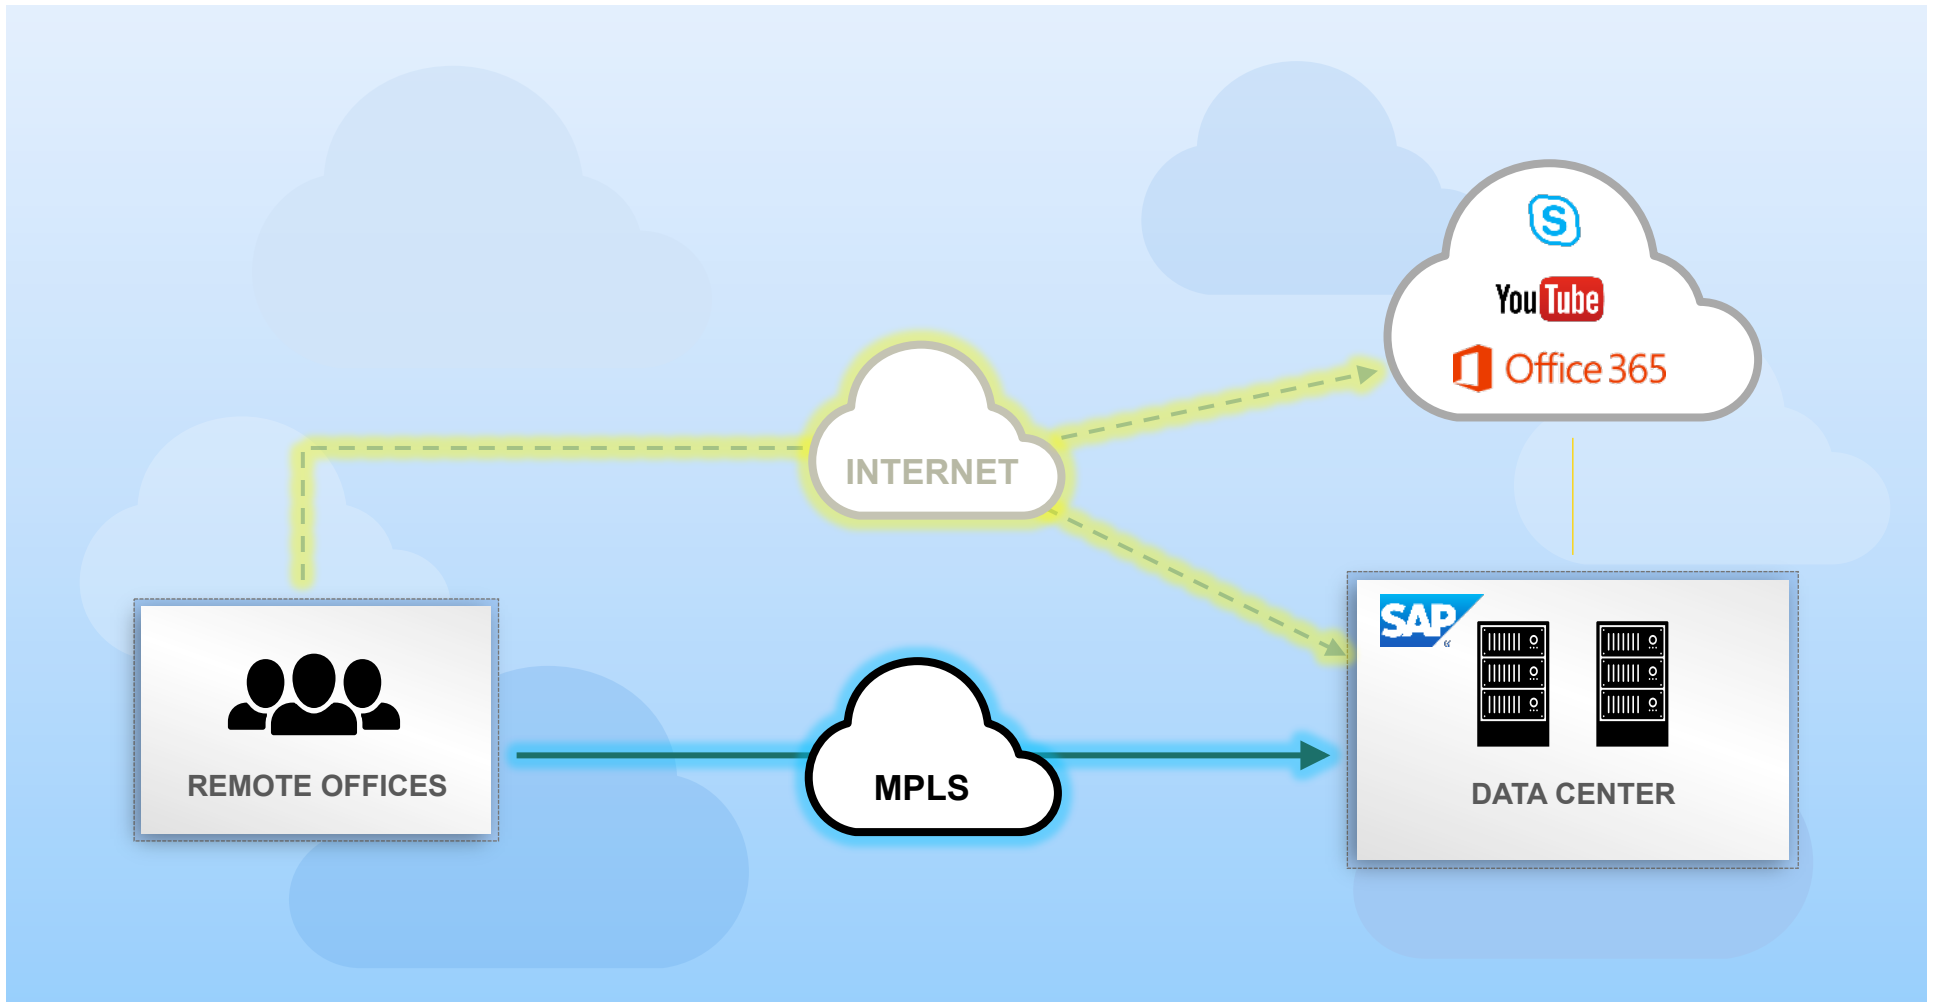 S
YouTube
Office 365
INTERNET
SAP
REMOTE OFFICES
MPLS
DATA CENTER